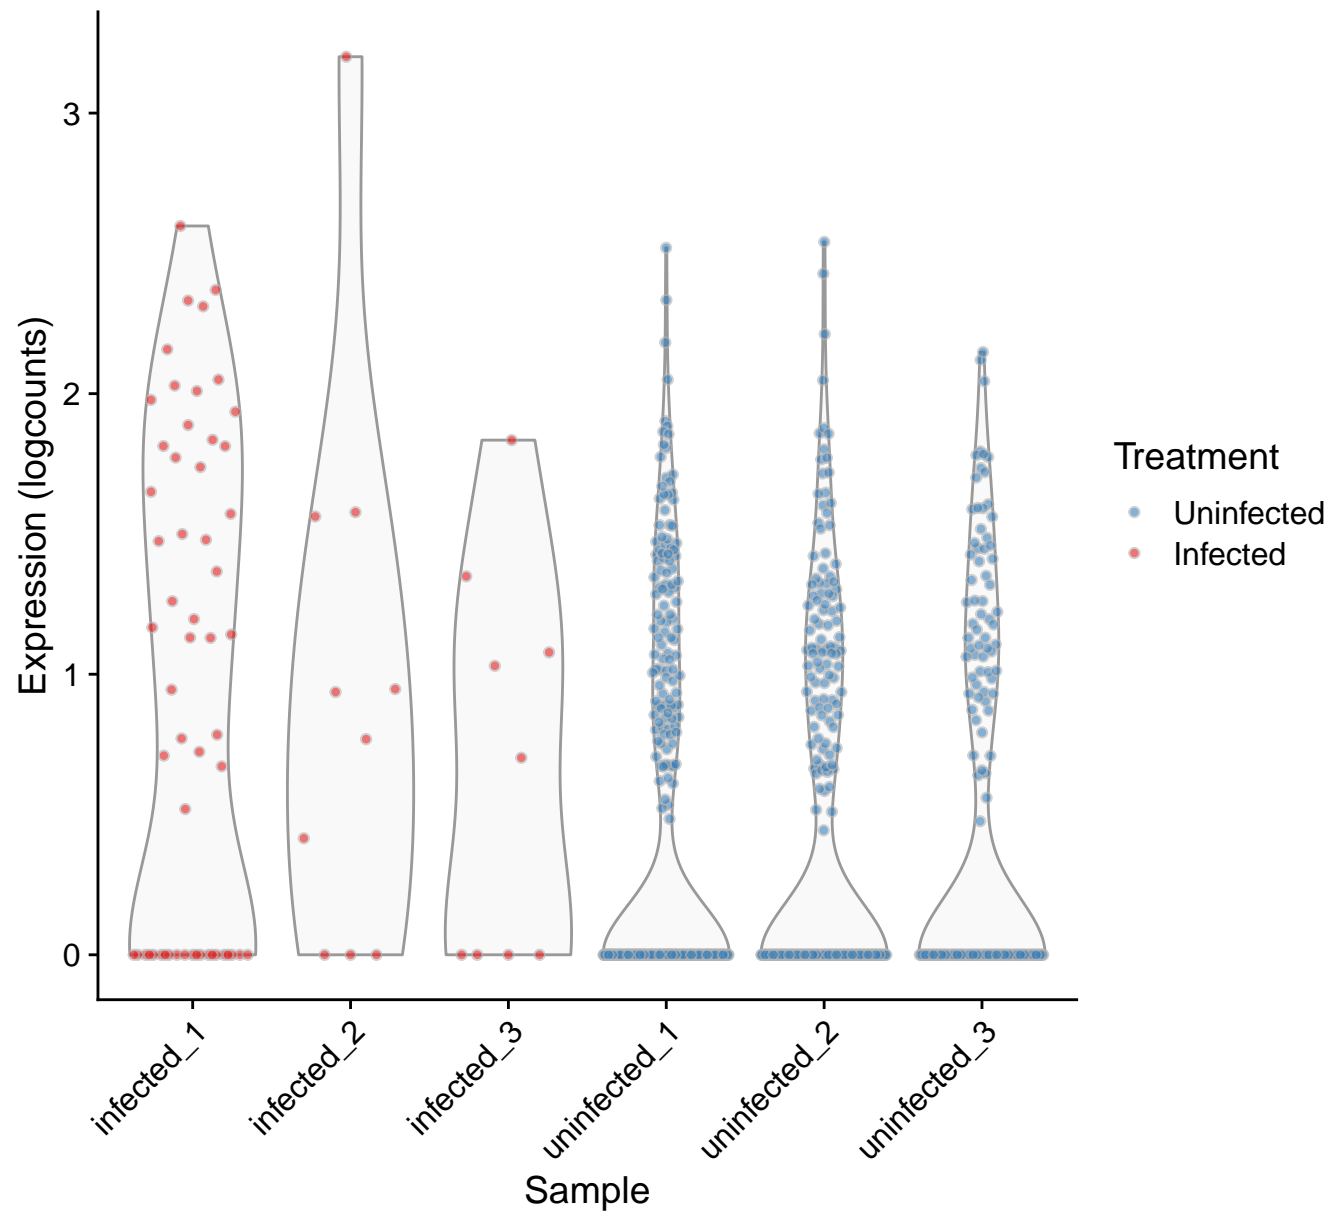 Expression (logcounts)
3
2
1
0
infected_1
infected_2
infected_3
uninfected_1
uninfected_2
uninfected_3
Sample
Treatment
Uninfected
Infected